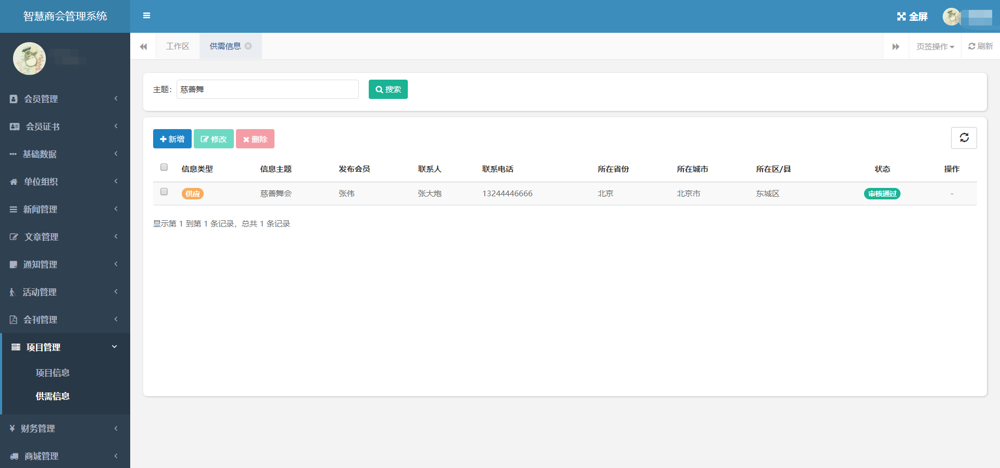 智慧商会管理系统
全屏
工作区
供需信息
页签操作
刷新
会员管理
会员证书
基础数据
单位组织
新闻管理
文章管理
通知管理
活动管理
会刊管理
项目管理
项目信息
供需信息
财务管理
商城管理
主题： 慈善舞 搜索
新增 修改 删除
信息类型 信息主题 发布会员 联系人 联系电话 所在省份 所在城市 所在区/县 状态 操作
供应 慈善舞会 张伟 张大炮 13244446666 北京 北京市 东城区 审核通过 -
显示第 1 到第 1 条记录，总共 1 条记录